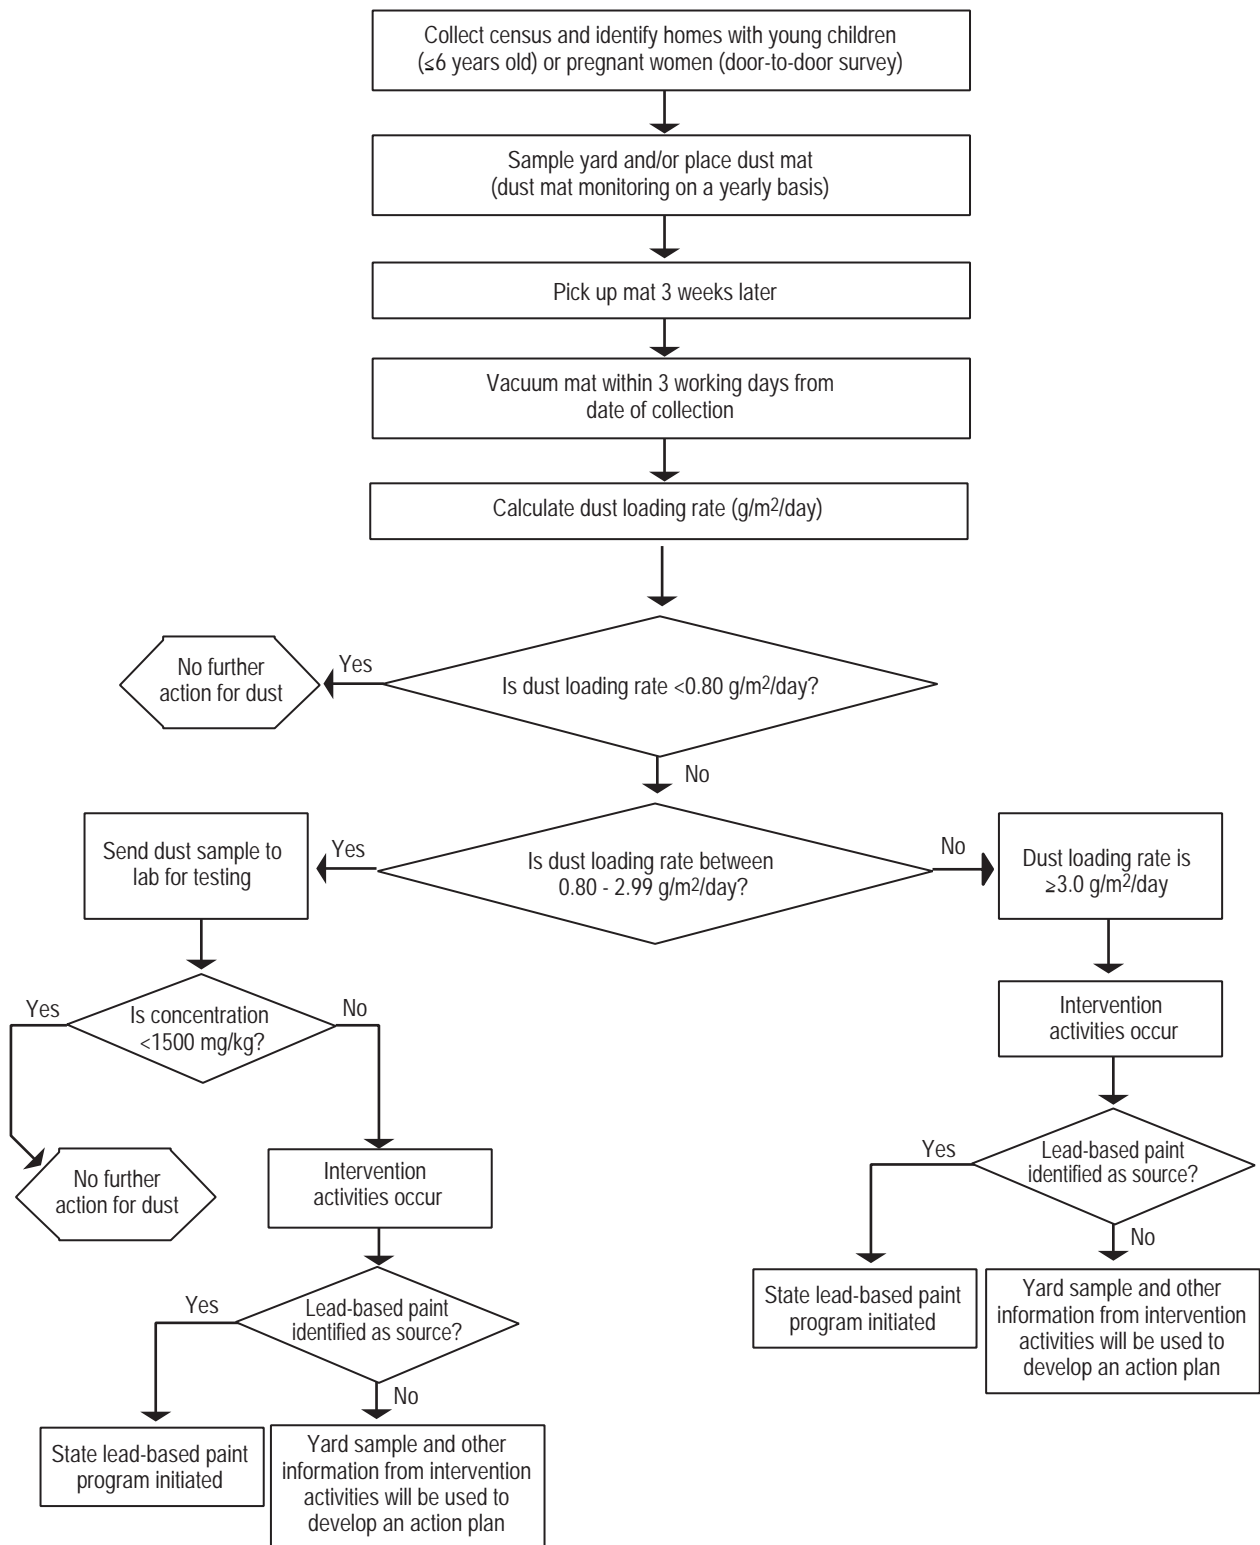 Collect census and identify homes with young children
(≤6 years old) or pregnant women (door-to-door survey)
Sample yard and/or place dust mat
(dust mat monitoring on a yearly basis)
Pick up mat 3 weeks later
Vacuum mat within 3 working days from
date of collection
Calculate dust loading rate (g/m²/day)
Is dust loading rate <0.80 g/m²/day?
Yes
No further
action for dust
No
Is dust loading rate between
0.80 - 2.99 g/m²/day?
Yes
Send dust sample to
lab for testing
No
Dust loading rate is
≥3.0 g/m²/day
Is concentration
<1500 mg/kg?
Yes
No
No further
action for dust
Intervention
activities occur
Lead-based paint
identified as source?
Yes
No
State lead-based paint
program initiated
Yard sample and other
information from intervention
activities will be used to
develop an action plan
Intervention
activities occur
Lead-based paint
identified as source?
Yes
No
State lead-based paint
program initiated
Yard sample and other
information from intervention
activities will be used to
develop an action plan